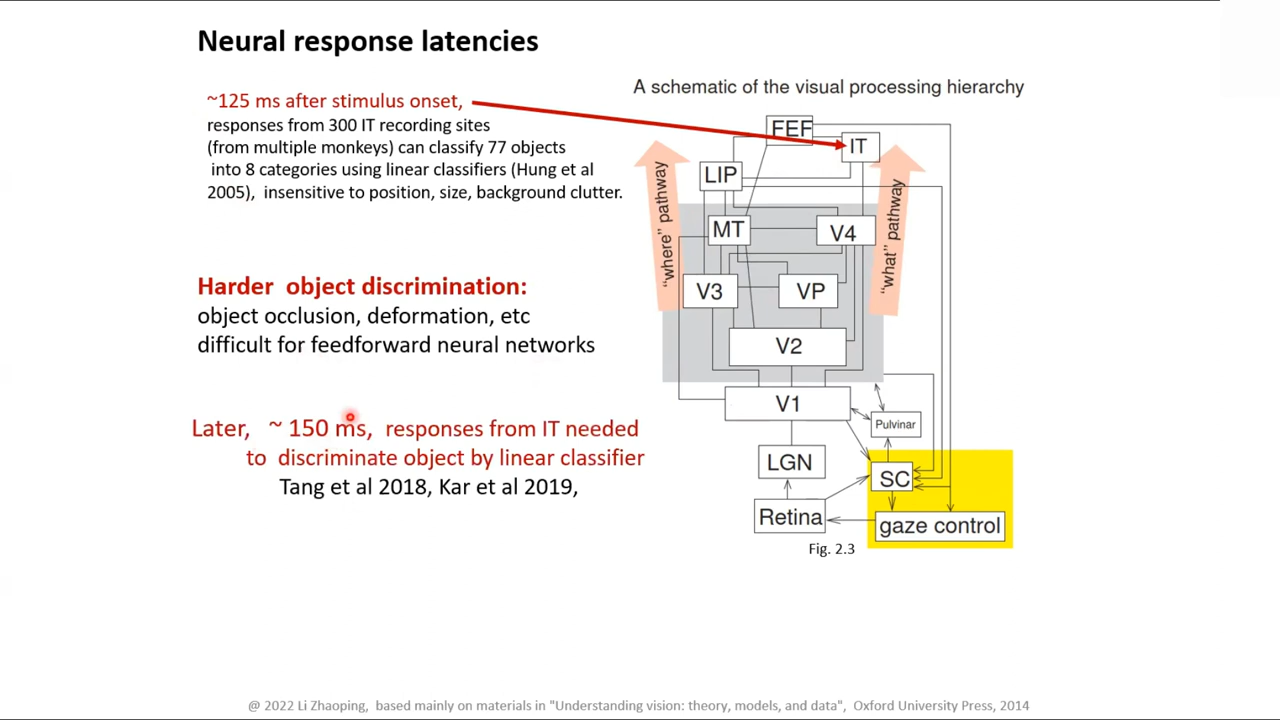 Neural response latencies
~125 ms after stimulus onset,
responses from 300 IT recording sites
(from multiple monkeys) can classify 77 objects
into 8 categories using linear classifiers (Hung et al
2005), insensitive to position, size, background clutter.
Harder object discrimination:
object occlusion, deformation, etc
difficult for feedforward neural networks
Later, ~ 150 ms, responses from IT needed
to discriminate object by linear classifier
Tang et al 2018, Kar et al 2019,
A schematic of the visual processing hierarchy
FEF
IT
LIP
"where" pathway
"what" pathway
MT
V4
V3
VP
V2
V1
Pulvinar
LGN
SC
Retina
gaze control
Fig. 2.3
@ 2022 Li Zhaoping, based mainly on materials in "Understanding vision: theory, models, and data", Oxford University Press, 2014